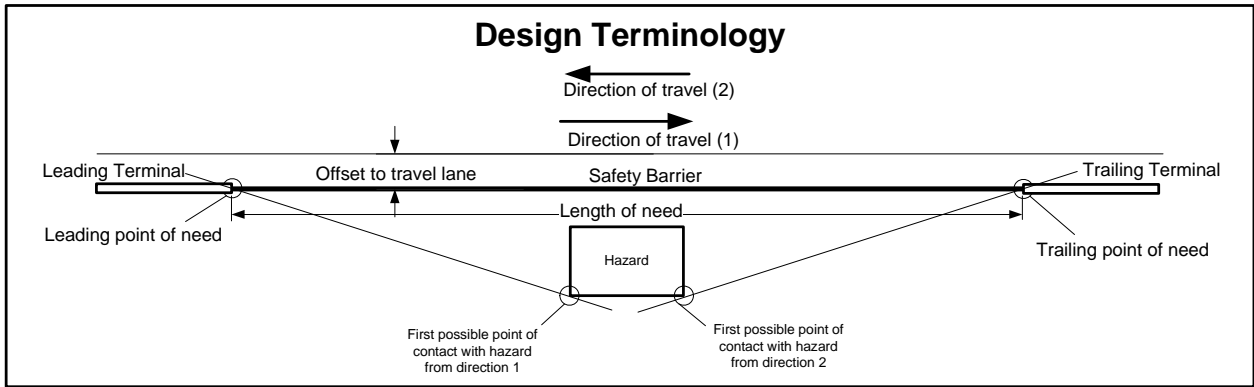 Design Terminology
Direction of travel (2)
Direction of travel (1)
Leading Terminal
Offset to travel lane
Safety Barrier
Trailing Terminal
Length of need
Leading point of need
Trailing point of need
Hazard
First possible point of
contact with hazard
from direction 1
First possible point of
contact with hazard
from direction 2